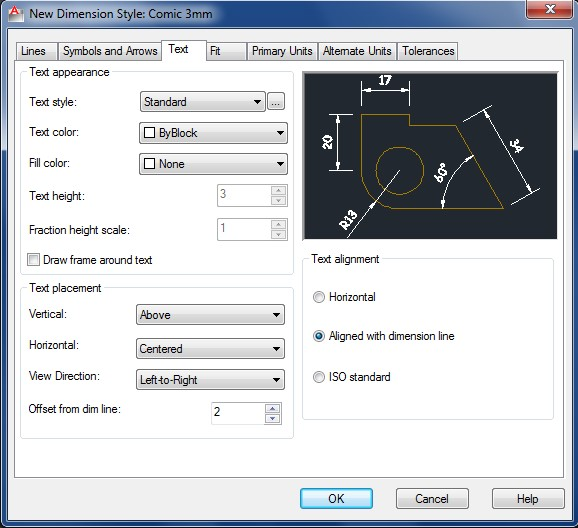 New Dimension Style: Comic 3mm
Lines
Symbols and Arrows
Text
Fit
Primary Units
Alternate Units
Tolerances
Text appearance
Text style:
Standard
...
Text color:
ByBlock
Fill color:
None
Text height:
3
Fraction height scale:
1
Draw frame around text
Text placement
Vertical:
Above
Horizontal:
Centered
View Direction:
Left-to-Right
Offset from dim line:
2
17
20
34
60°
R13
Text alignment
Horizontal
Aligned with dimension line
ISO standard
OK
Cancel
Help